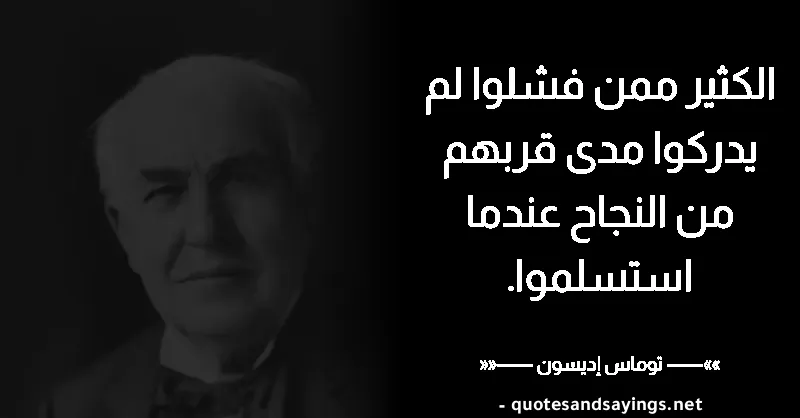 الكثير ممن فشلوا لم
يدركوا مدى قربهم
من النجاح عندما
استسلموا.
»»—— توماس إديسون ——««
- quotesandsayings.net